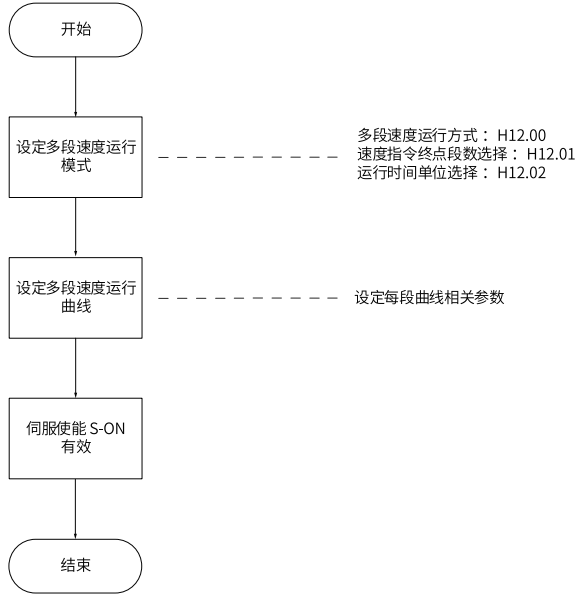 开始
设定多段速度运行
模式
多段速度运行方式：H12.00
速度指令终点段数选择：H12.01
运行时间单位选择：H12.02
设定多段速度运行
曲线
设定每段曲线相关参数
伺服使能 S-ON
有效
结束